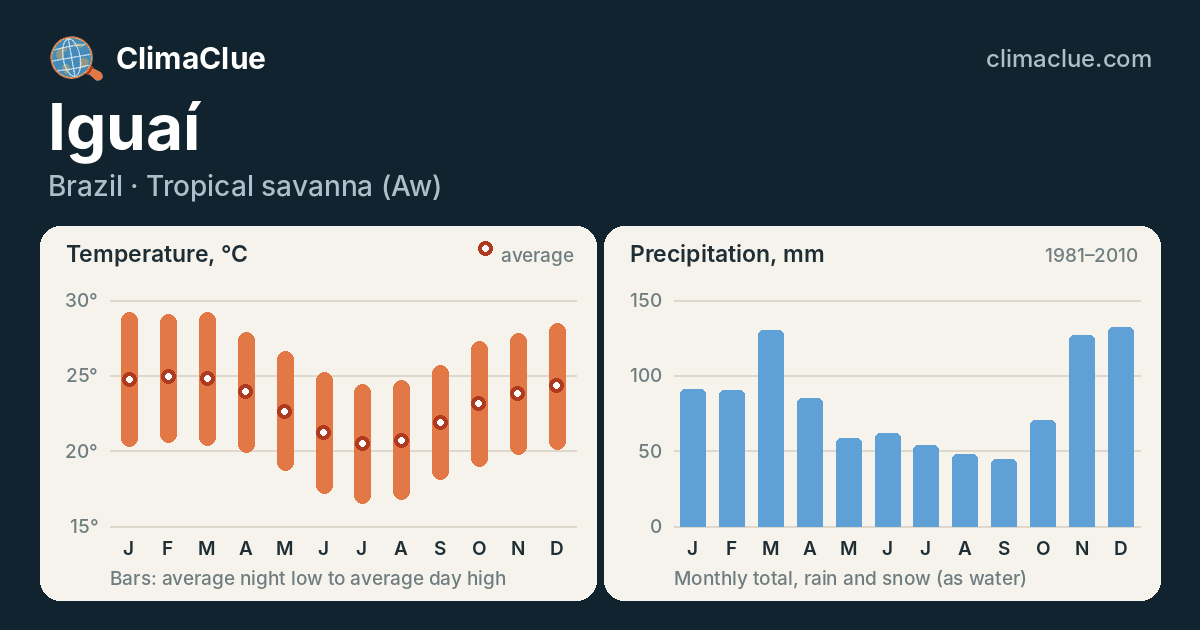 ClimaClue
climaclue.com
Iguaí
Brazil · Tropical savanna (Aw)
Temperature, °C
average
30°
25°
20°
15°
J F M A M J J A S O N D
Bars: average night low to average day high
Precipitation, mm
1981–2010
150
100
50
0
J F M A M J J A S O N D
Monthly total, rain and snow (as water)